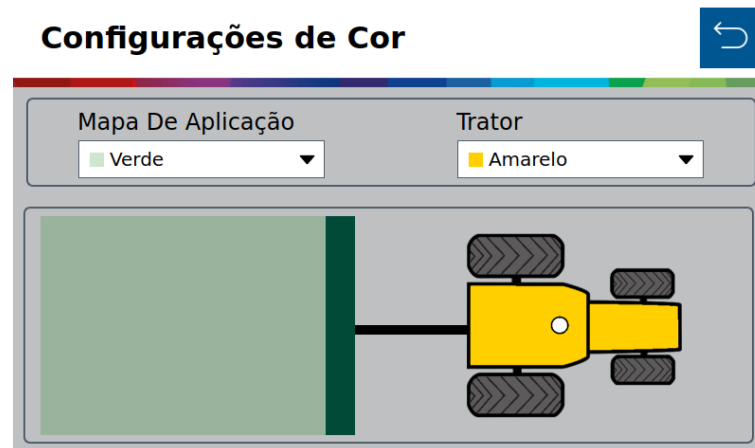 Configurações de Cor
Mapa De Aplicação
Trator
Verde
Amarelo